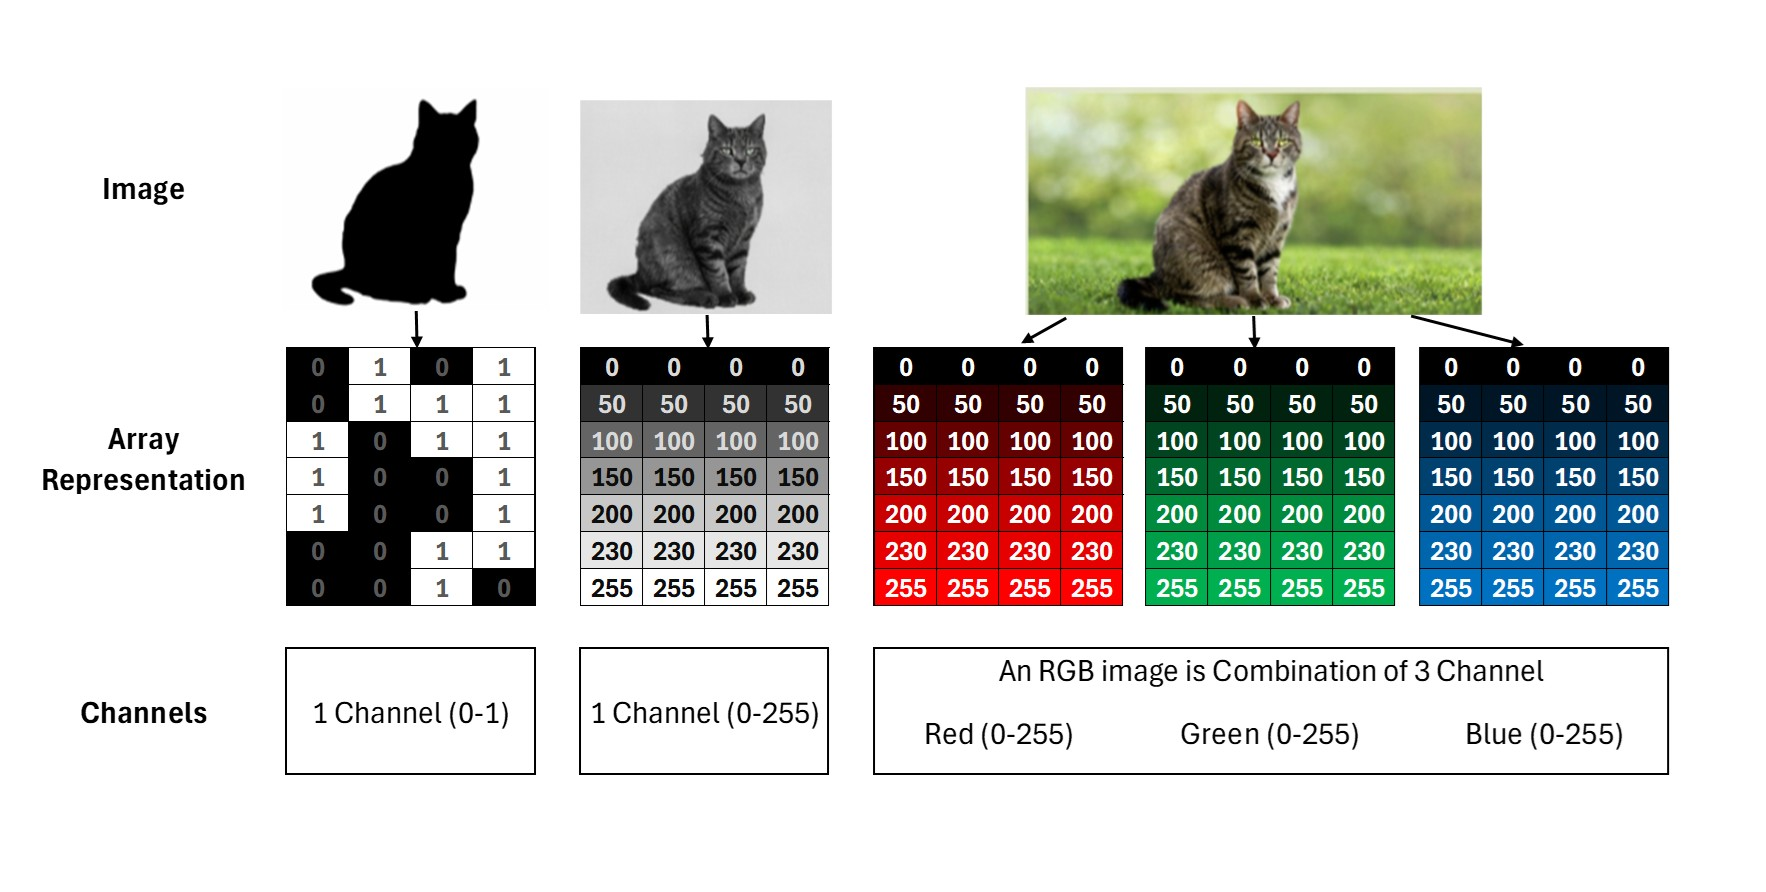 Image
0 1 0 1 0 0 0 0 0 0 0 0 0 0 0 0 0 0 0 0
0 1 1 1 50 50 50 50 50 50 50 50 50 50 50 50 50 50 50 50
1 0 1 1 100 100 100 100 100 100 100 100 100 100 100 100 100 100 100 100
Array
Representation
1 0 0 1 150 150 150 150 150 150 150 150 150 150 150 150 150 150 150 150
1 0 0 1 200 200 200 200 200 200 200 200 200 200 200 200 200 200 200 200
0 0 1 1 230 230 230 230 230 230 230 230 230 230 230 230 230 230 230 230
0 0 1 0 255 255 255 255 255 255 255 255 255 255 255 255 255 255 255 255
Channels
1 Channel (0-1)
1 Channel (0-255)
An RGB image is Combination of 3 Channel
Red (0-255) Green (0-255) Blue (0-255)